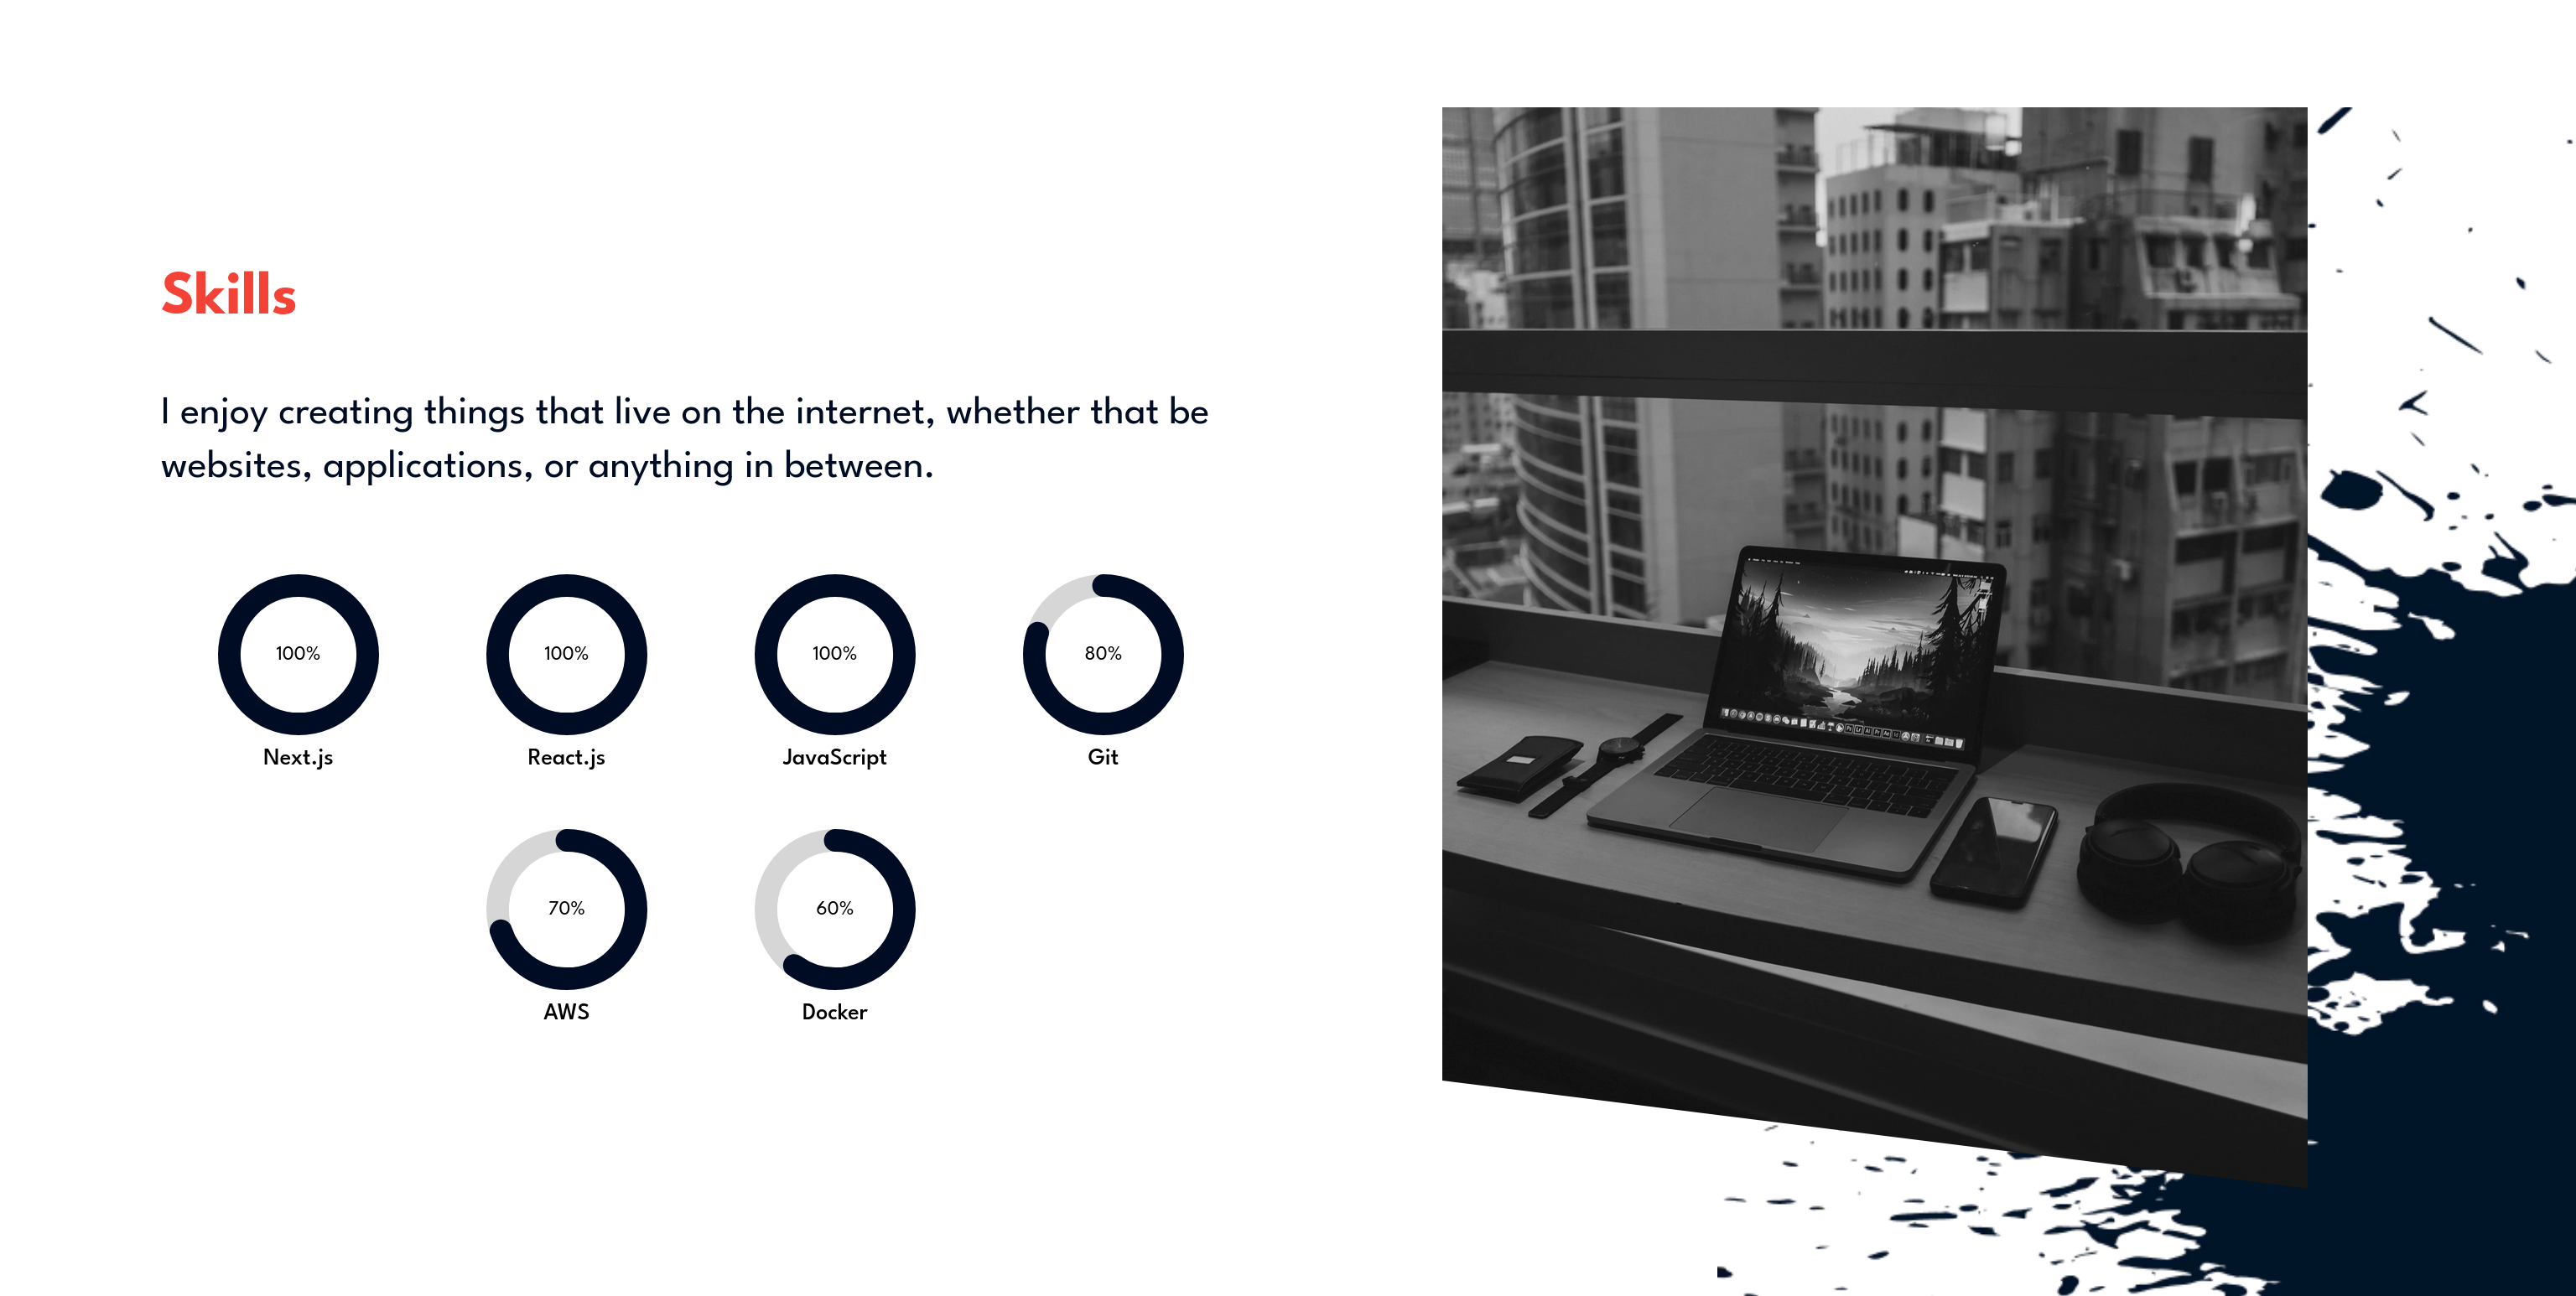 Skills
I enjoy creating things that live on the internet, whether that be
websites, applications, or anything in between.
100%
100%
100%
80%
Next.js
React.js
JavaScript
Git
70%
60%
AWS
Docker